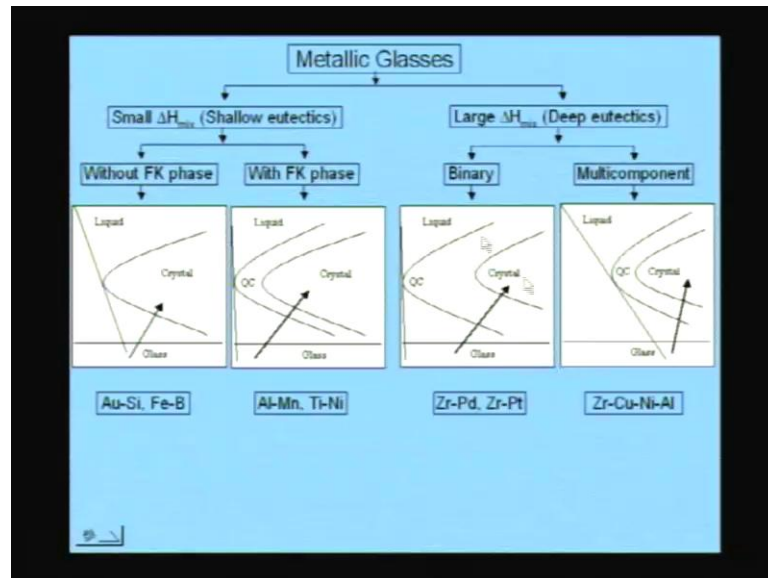 Metallic Glasses
Small ΔH_mix (Shallow eutectics)
Large ΔH_mix (Deep eutectics)
Without FK phase
With FK phase
Binary
Multicomponent
Liquid
Crystal
Glass
Liquid
QC
Crystal
Glass
Liquid
QC
Crystal
Glass
Liquid
QC
Crystal
Glass
Au-Si, Fe-B
Al-Mn, Ti-Ni
Zr-Pd, Zr-Pt
Zr-Cu-Ni-Al